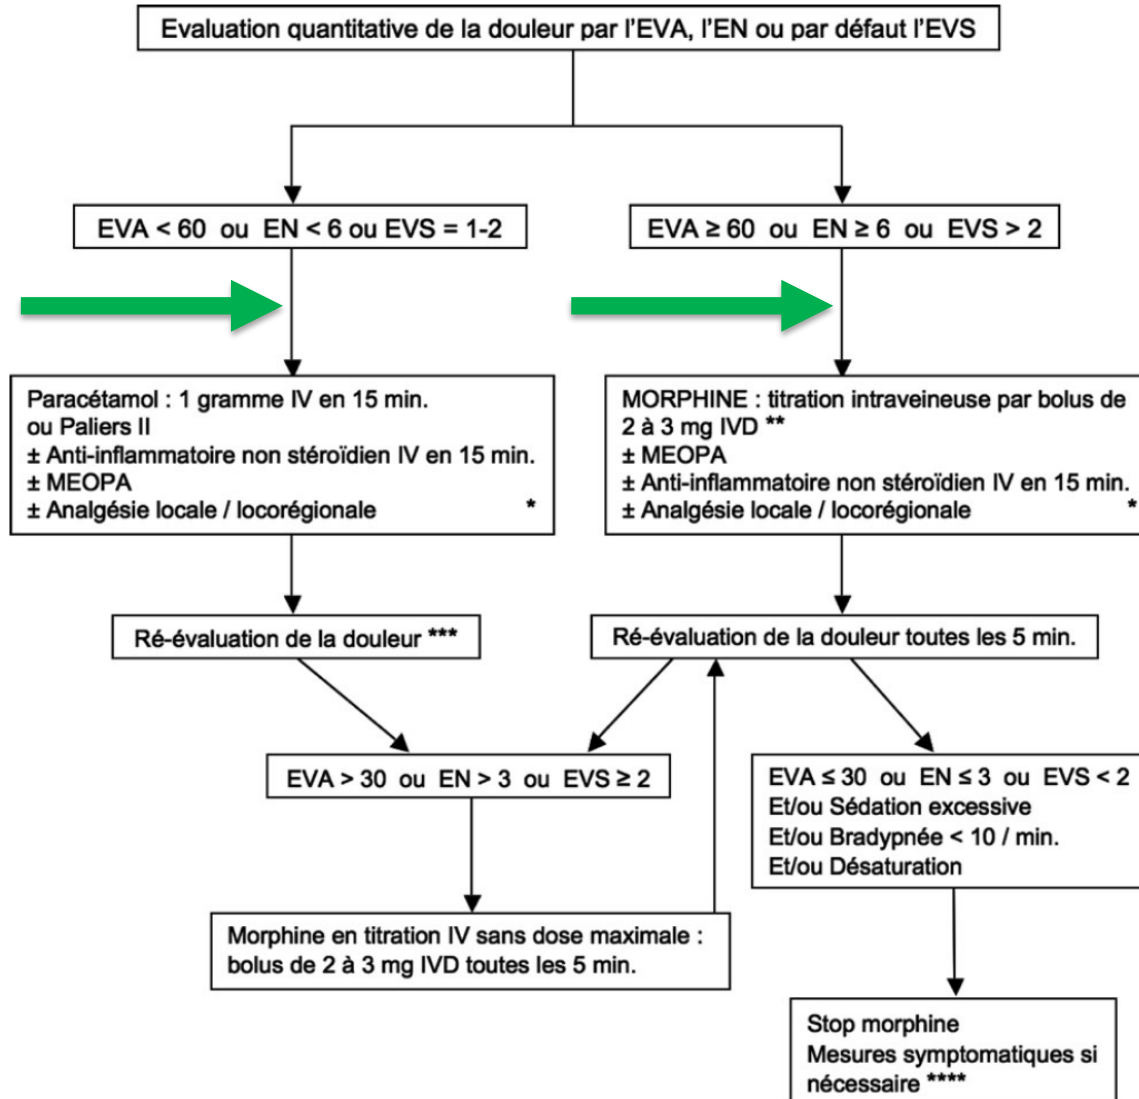 Evaluation quantitative de la douleur par l'EVA, l'EN ou par défaut l'EVS
EVA < 60 ou EN < 6 ou EVS = 1-2
EVA ≥ 60 ou EN ≥ 6 ou EVS > 2
Paracétamol : 1 gramme IV en 15 min.
ou Paliers II
± Anti-inflammatoire non stéroïdien IV en 15 min.
± MEOPA
± Analgésie locale / locorégionale *
MORPHINE : titration intraveineuse par bolus de
2 à 3 mg IVD **
± MEOPA
± Anti-inflammatoire non stéroïdien IV en 15 min.
± Analgésie locale / locorégionale *
Ré-évaluation de la douleur ***
Ré-évaluation de la douleur toutes les 5 min.
EVA > 30 ou EN > 3 ou EVS ≥ 2
EVA ≤ 30 ou EN ≤ 3 ou EVS < 2
Et/ou Sédation excessive
Et/ou Bradypnée < 10 / min.
Et/ou Désaturation
Morphine en titration IV sans dose maximale :
bolus de 2 à 3 mg IVD toutes les 5 min.
Stop morphine
Mesures symptomatiques si
nécessaire ****